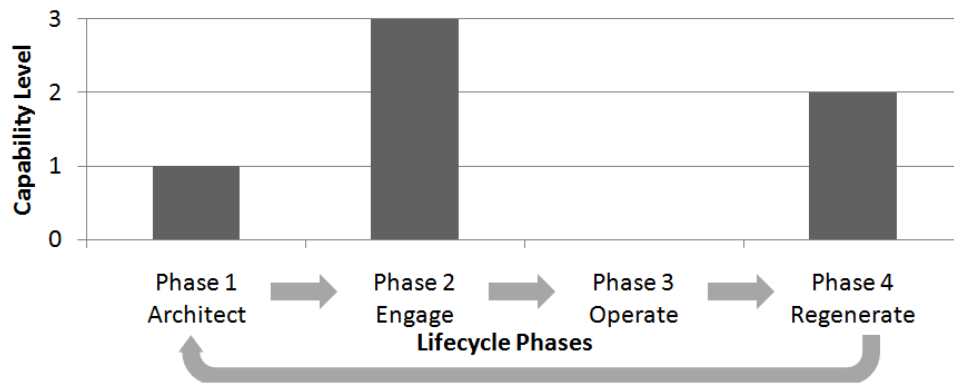 Capability Level
3
2
1
0
Phase 1
Architect
Phase 2
Engage
Phase 3
Operate
Phase 4
Regenerate
Lifecycle Phases